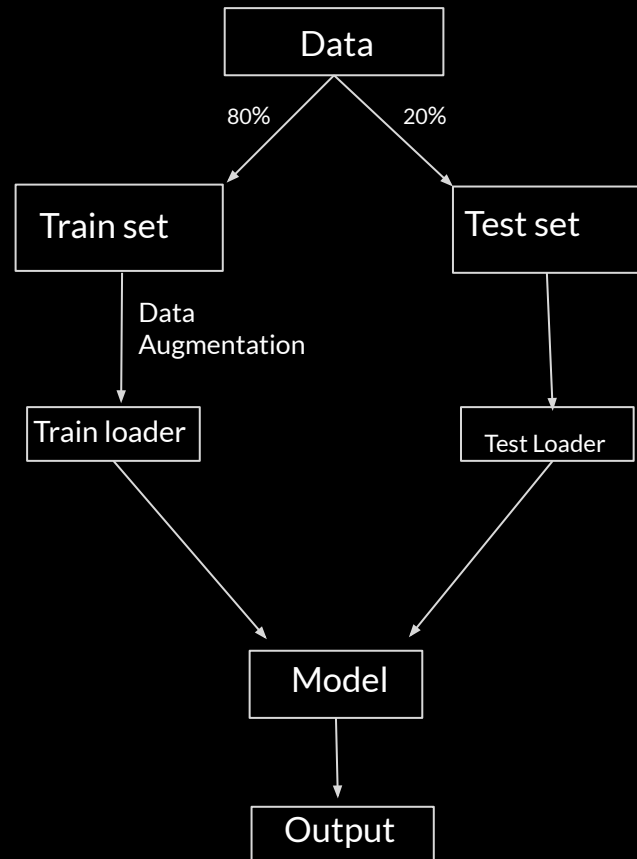 Data
80%
20%
Train set
Test set
Data
Augmentation
Train loader
Test Loader
Model
Output